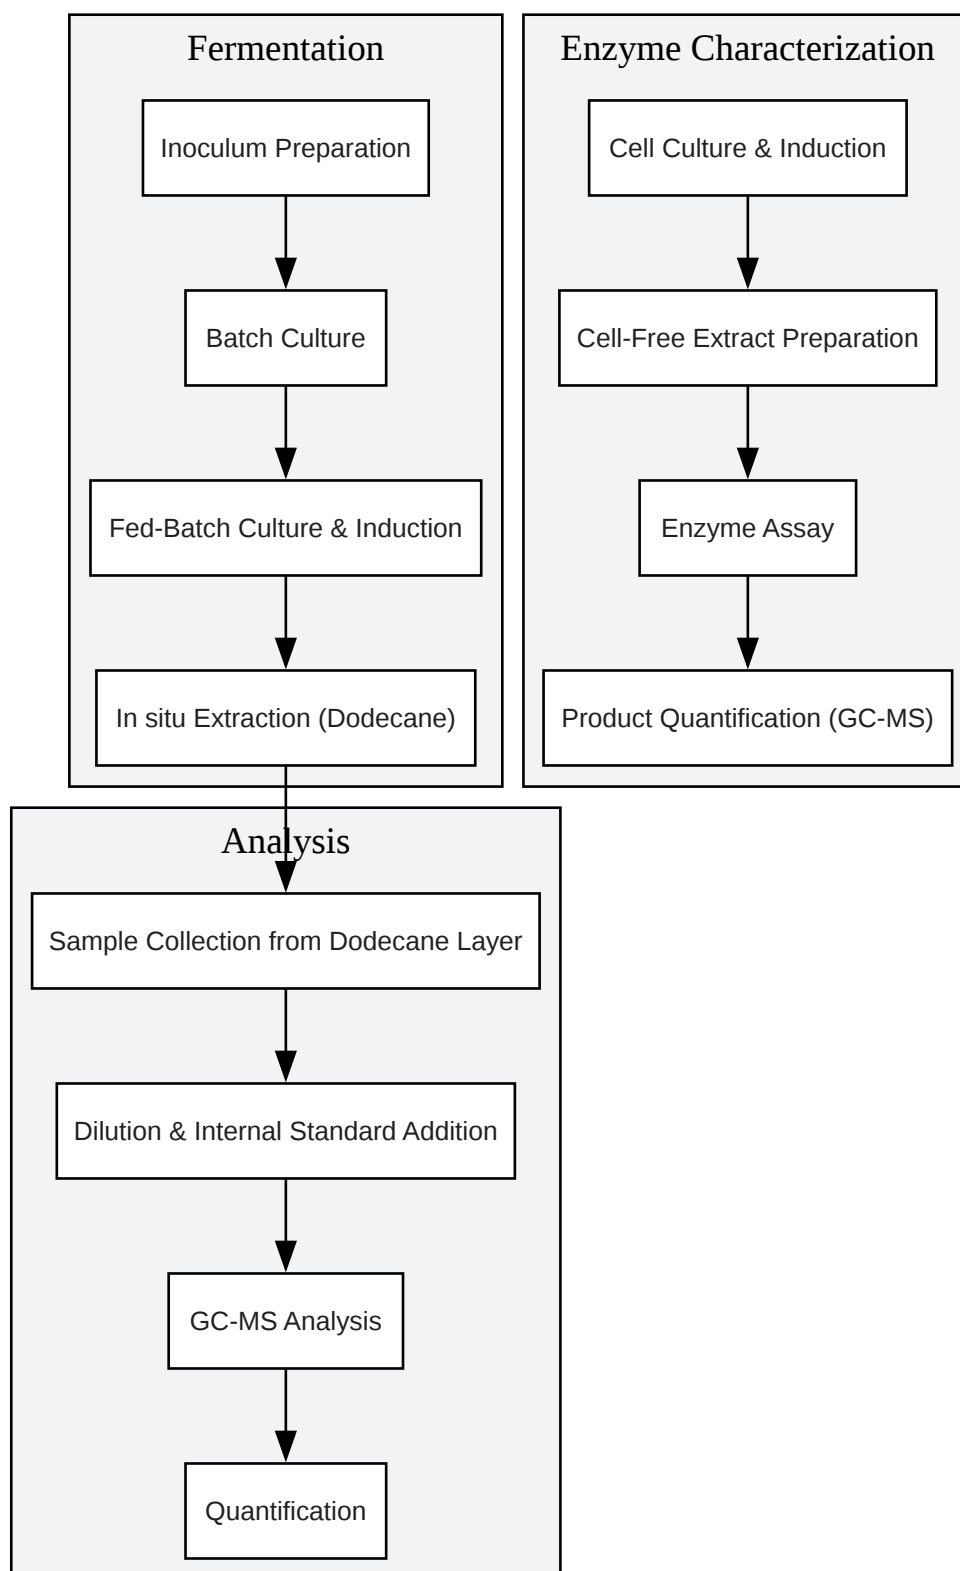 Fermentation
Inoculum Preparation
Batch Culture
Fed-Batch Culture & Induction
In situ Extraction (Dodecane)
Enzyme Characterization
Cell Culture & Induction
Cell-Free Extract Preparation
Enzyme Assay
Product Quantification (GC-MS)
Analysis
Sample Collection from Dodecane Layer
Dilution & Internal Standard Addition
GC-MS Analysis
Quantification